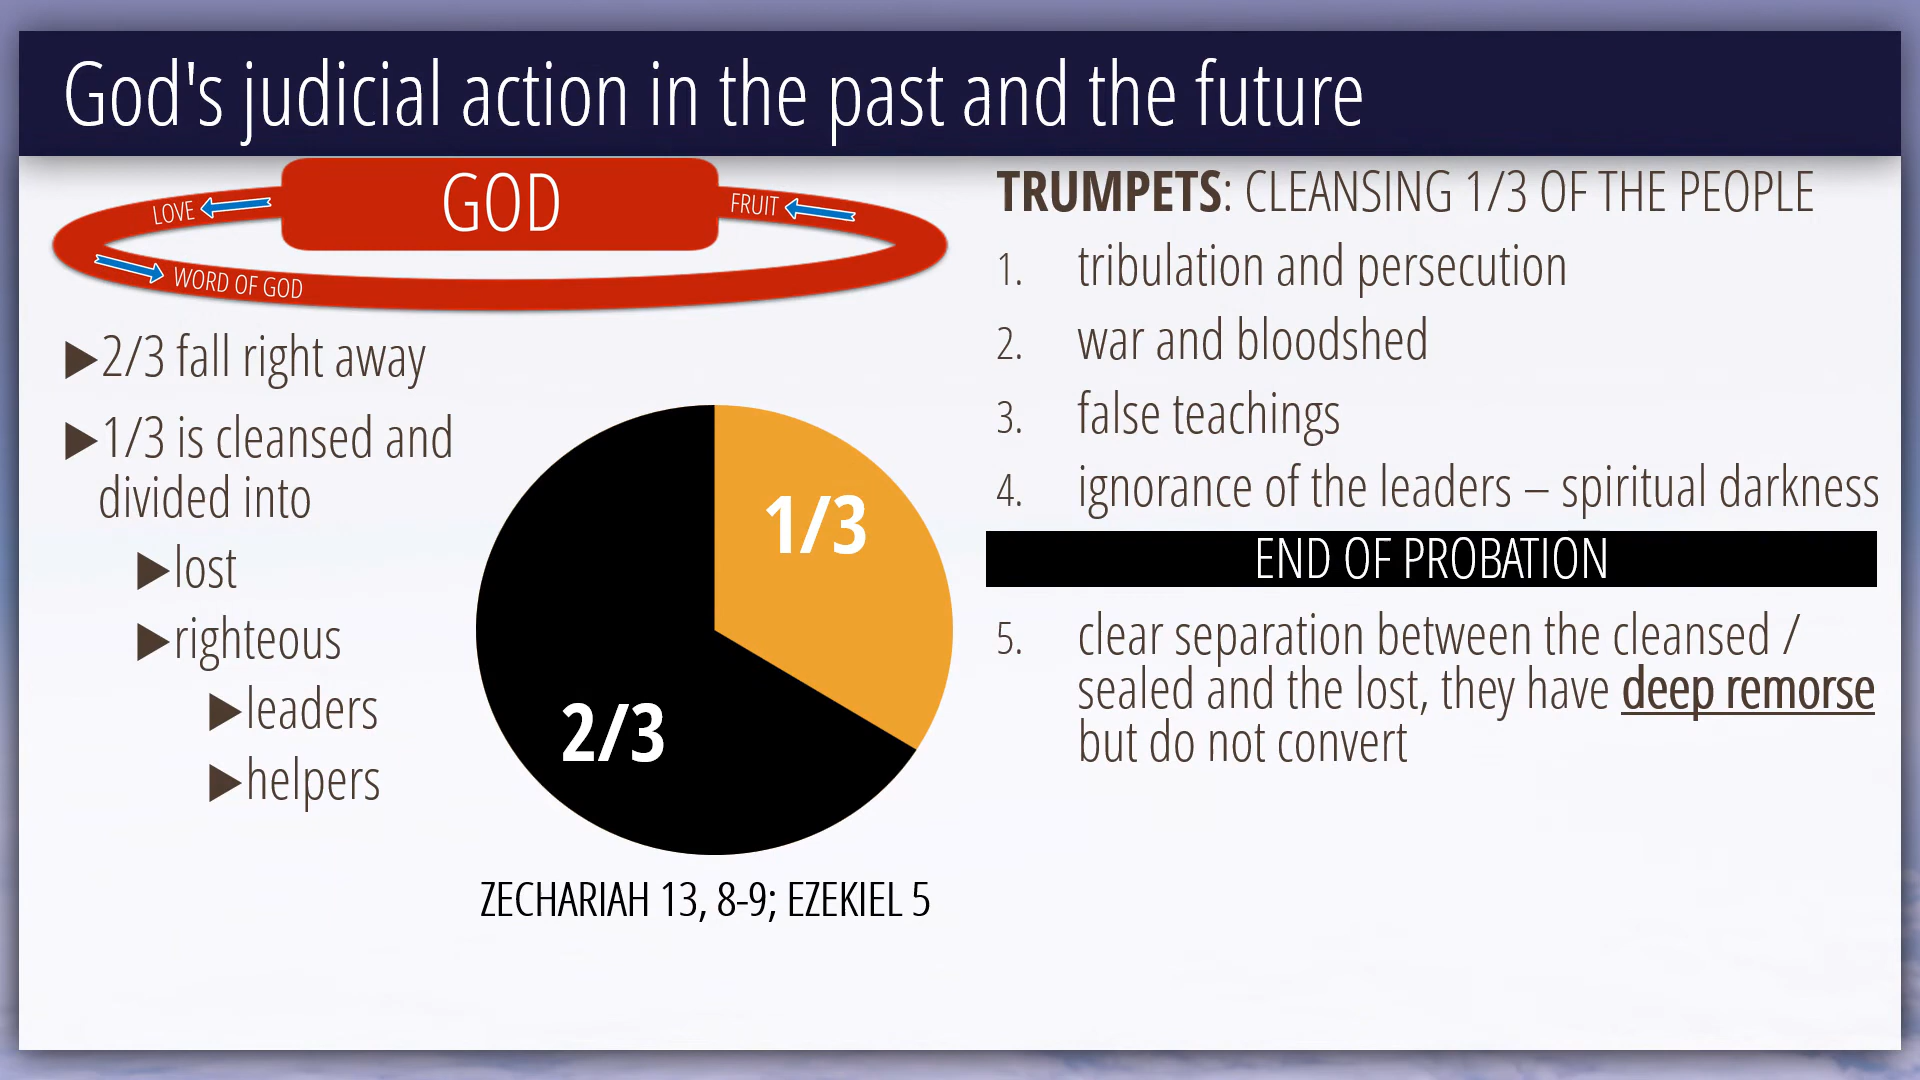 God's judicial action in the past and the future
GOD
LOVE
FRUIT
WORD OF GOD
▶2/3 fall right away
▶1/3 is cleansed and
divided into
▶lost
▶righteous
▶leaders
▶helpers
1/3
2/3
ZECHARIAH 13, 8-9; EZEKIEL 5
TRUMPETS: CLEANSING 1/3 OF THE PEOPLE
1. tribulation and persecution
2. war and bloodshed
3. false teachings
4. ignorance of the leaders – spiritual darkness
END OF PROBATION
5. clear separation between the cleansed /
sealed and the lost, they have deep remorse
but do not convert